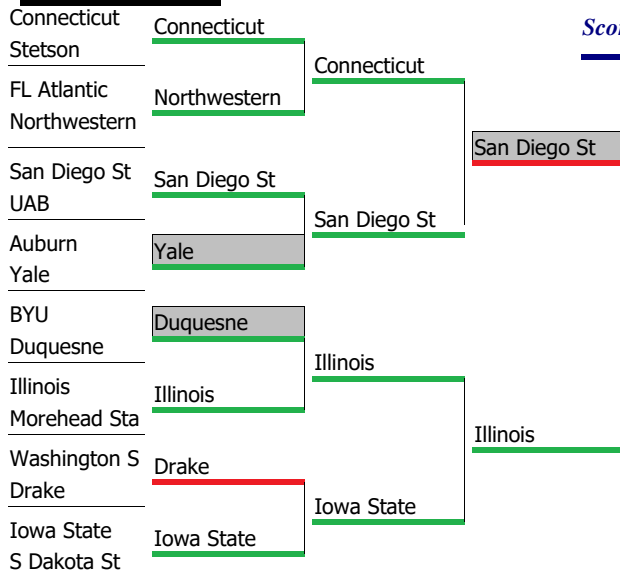 Connecticut
Stetson
FL Atlantic
Northwestern
San Diego St
UAB
Auburn
Yale
BYU
Duquesne
Illinois
Morehead Sta
Washington S
Drake
Iowa State
S Dakota St
Connecticut
Northwestern
San Diego St
Yale
Duquesne
Illinois
Drake
Iowa State
Connecticut
San Diego St
Illinois
Iowa State
San Diego St
Illinois